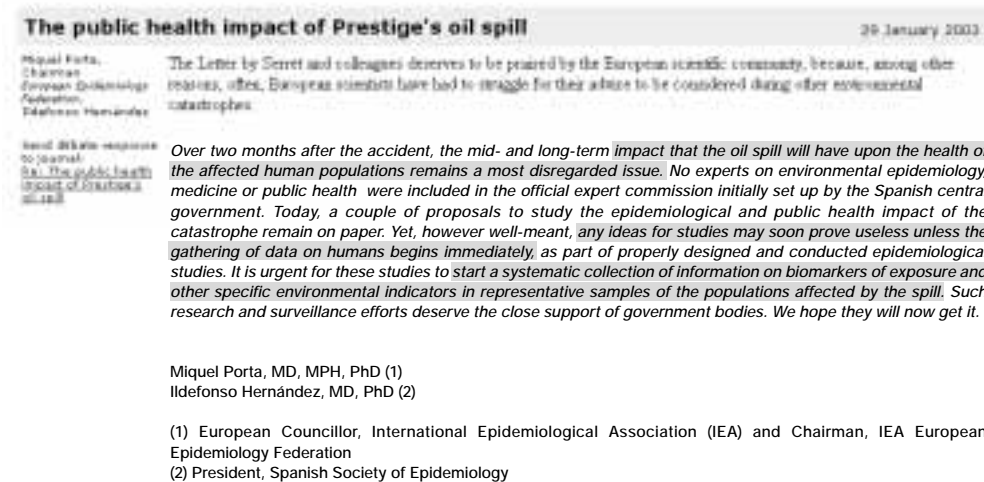 The public health impact of Prestige's oil spill
29 January 2003
Miquel Porta,
Chairman
European Epidemiology
Federation,
Ildefonso Hernández
The Letter by Serret and colleagues deserves to be praised by the European scientific community, because, among other
reasons, often, European scientists have had to struggle for their advice to be considered during other environmental
catastrophes.
Send debate response
to journal:
Re: The public health
impact of Prestige's
oil spill
Over two months after the accident, the mid- and long-term impact that the oil spill will have upon the health o
the affected human populations remains a most disregarded issue. No experts on environmental epidemiology,
medicine or public health were included in the official expert commission initially set up by the Spanish centra
government. Today, a couple of proposals to study the epidemiological and public health impact of the
catastrophe remain on paper. Yet, however well-meant, any ideas for studies may soon prove useless unless the
gathering of data on humans begins immediately, as part of properly designed and conducted epidemiologica
studies. It is urgent for these studies to start a systematic collection of information on biomarkers of exposure and
other specific environmental indicators in representative samples of the populations affected by the spill. Such
research and surveillance efforts deserve the close support of government bodies. We hope they will now get it.
Miquel Porta, MD, MPH, PhD (1)
Ildefonso Hernández, MD, PhD (2)
(1) European Councillor, International Epidemiological Association (IEA) and Chairman, IEA European
Epidemiology Federation
(2) President, Spanish Society of Epidemiology